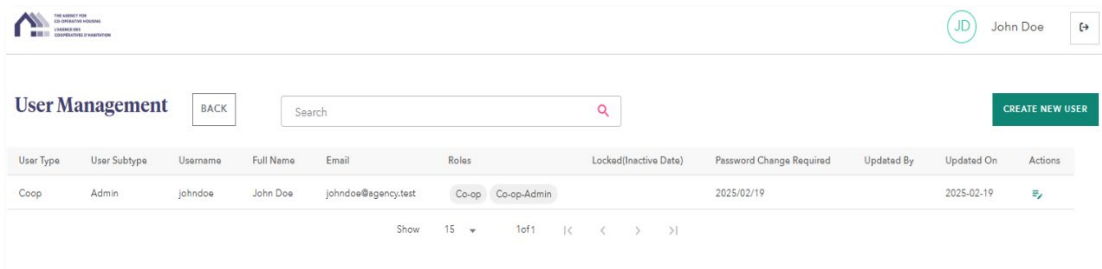 THE AGENCY FOR
CO-OPERATIVE HOUSING
L'AGENCE DES
COOPÉRATIVES D'HABITATION
JD John Doe
User Management BACK Search CREATE NEW USER
User Type User Subtype Username Full Name Email Roles Locked(Inactive Date) Password Change Required Updated By Updated On Actions
Coop Admin johndoe John Doe johndoe@agency.test Co-op Co-op-Admin 2025/02/19 2025-02-19
Show 15 1of1